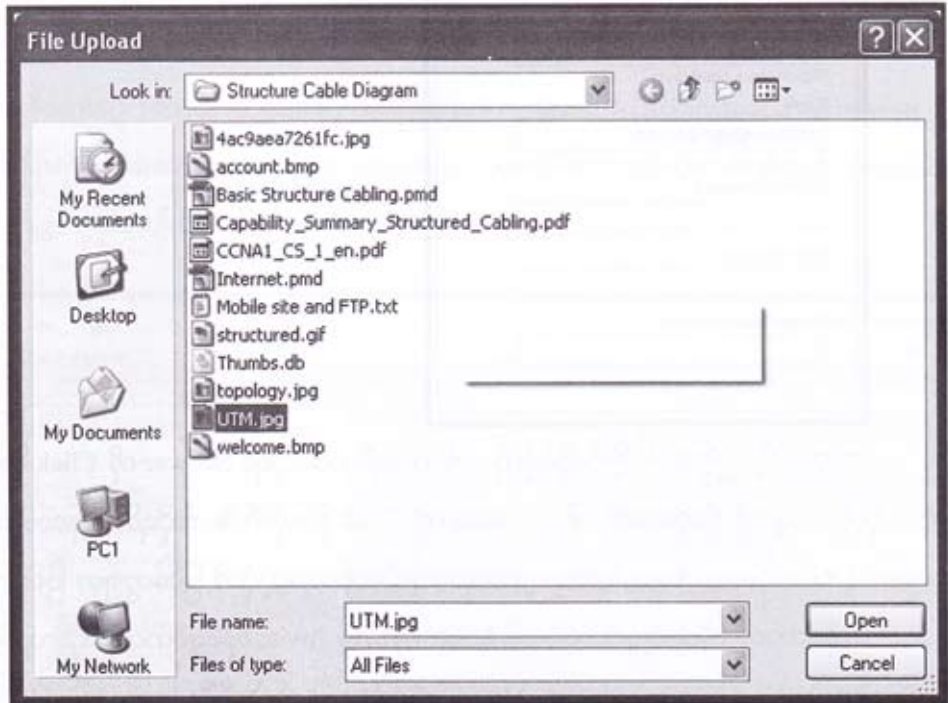 File Upload
Look in:
Structure Cable Diagram
My Recent
Documents
Desktop
My Documents
PC1
My Network
4ac9aea7261fc.jpg
account.bmp
Basic Structure Cabling.pmd
Capability_Summary_Structured_Cabling.pdf
CCNA1_CS_1_en.pdf
Internet.pmd
Mobile site and FTP.txt
structured.gif
Thumbs.db
topology.jpg
UTM.jpg
welcome.bmp
File name:
UTM.jpg
Open
Files of type:
All Files
Cancel